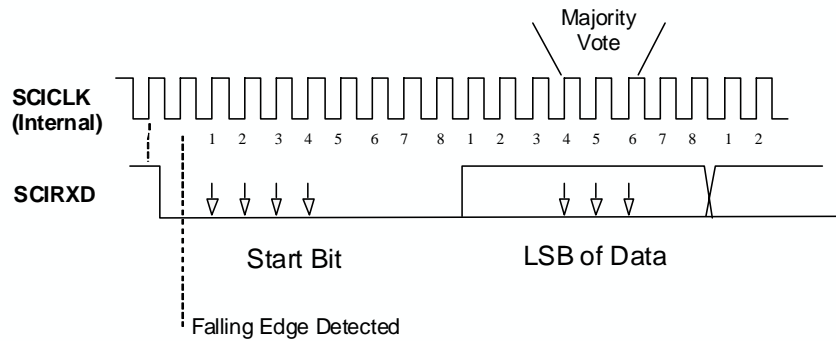 Majority
Vote
SCICLK
(Internal)
1 2 3 4 5 6 7 8 1 2 3 4 5 6 7 8 1 2
SCIRXD
Start Bit
LSB of Data
Falling Edge Detected